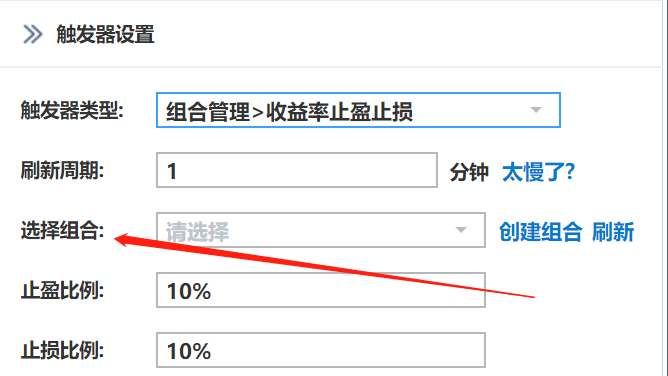 触发器设置
触发器类型: 组合管理>收益率止盈止损
刷新周期: 1 分钟 太慢了?
选择组合: 请选择 创建组合 刷新
止盈比例: 10%
止损比例: 10%